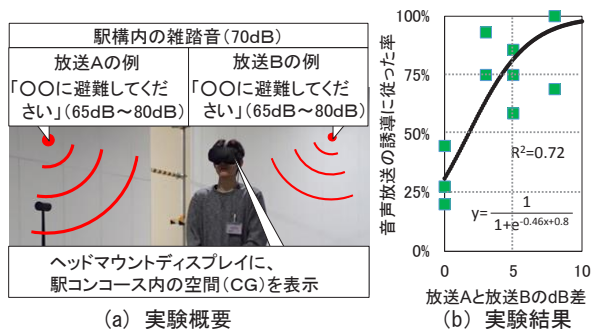 駅構内の雑踏音(70dB)
放送Aの例
「〇〇に避難してくだ
さい」(65dB～80dB)
放送Bの例
「〇〇に避難してくだ
さい」(65dB～80dB)
ヘッドマウントディスプレイに、
駅コンコース内の空間(CG)を表示
(a) 実験概要
音声放送の誘導に従った率
100%
75%
50%
25%
0%
R²=0.72
y=1/(1+e^-0.46x+0.8)
0 5 10
放送Aと放送BのdB差
(b) 実験結果